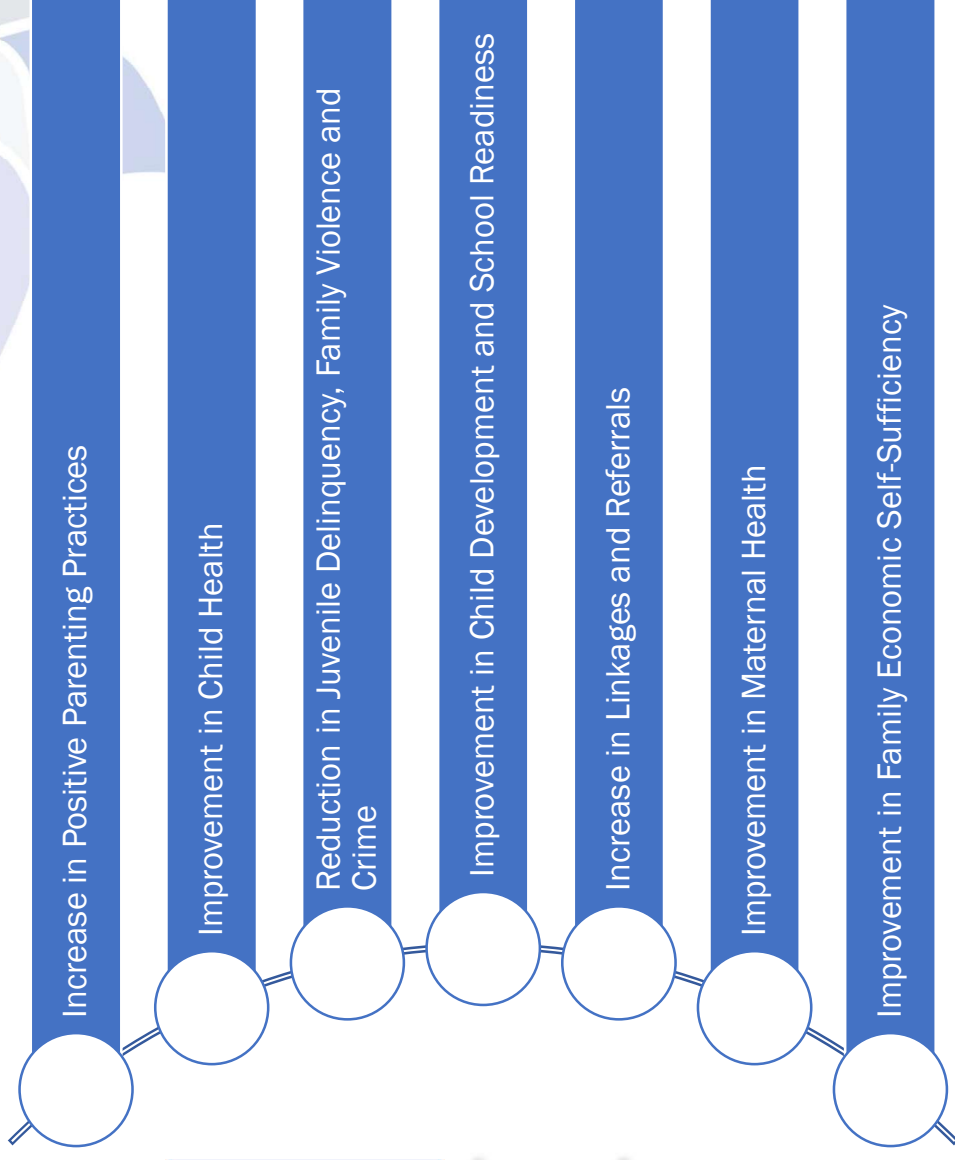 Increase in Positive Parenting Practices
Improvement in Child Health
Reduction in Juvenile Delinquency, Family Violence and
Crime
Improvement in Child Development and School Readiness
Increase in Linkages and Referrals
Improvement in Maternal Health
Improvement in Family Economic Self-Sufficiency